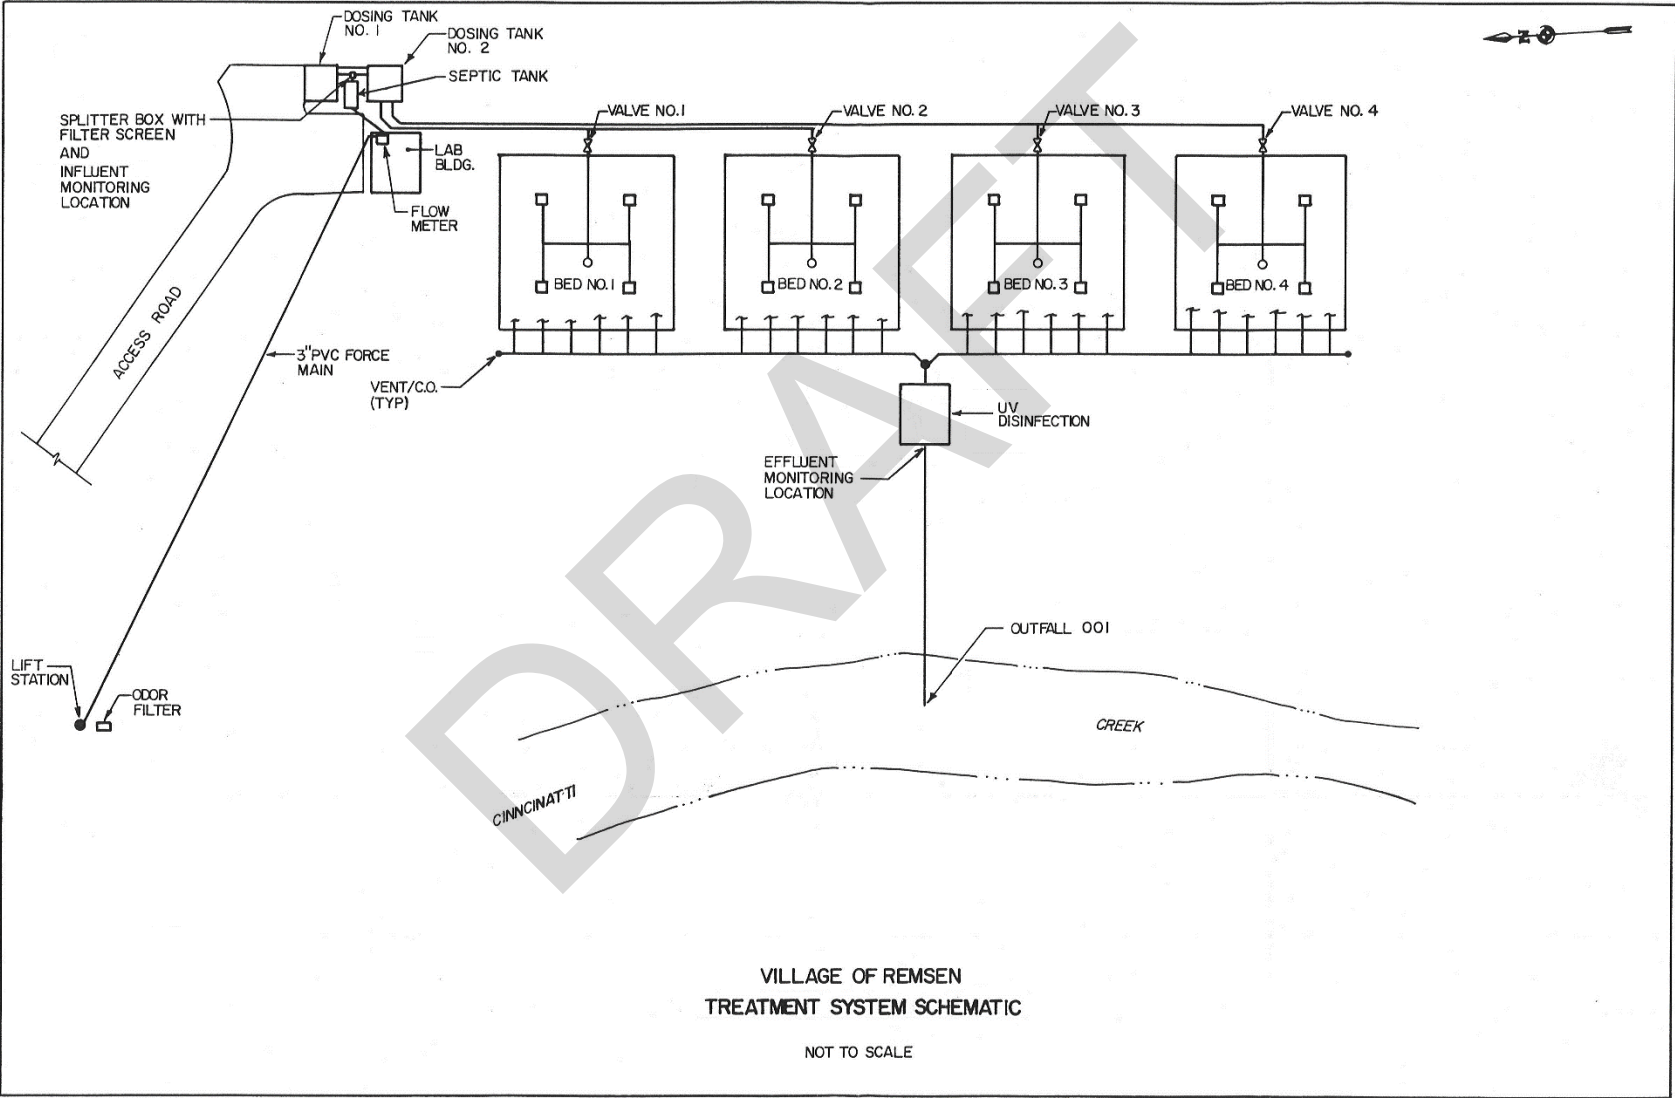 DOSING TANK
NO. 1
DOSING TANK
NO. 2
SEPTIC TANK
N
SPLITTER BOX WITH
FILTER SCREEN
AND
INFLUENT
MONITORING
LOCATION
LAB
BLDG.
FLOW
METER
VALVE NO.1
VALVE NO. 2
VALVE NO. 3
VALVE NO. 4
BED NO. 1
BED NO. 2
BED NO. 3
BED NO. 4
ACCESS ROAD
3"PVC FORCE
MAIN
VENT/C.O.
(TYP)
UV
DISINFECTION
EFFLUENT
MONITORING
LOCATION
OUTFALL 001
LIFT
STATION
ODOR
FILTER
CINNCINATTI
CREEK
DRAFT
VILLAGE OF REMSEN
TREATMENT SYSTEM SCHEMATIC
NOT TO SCALE